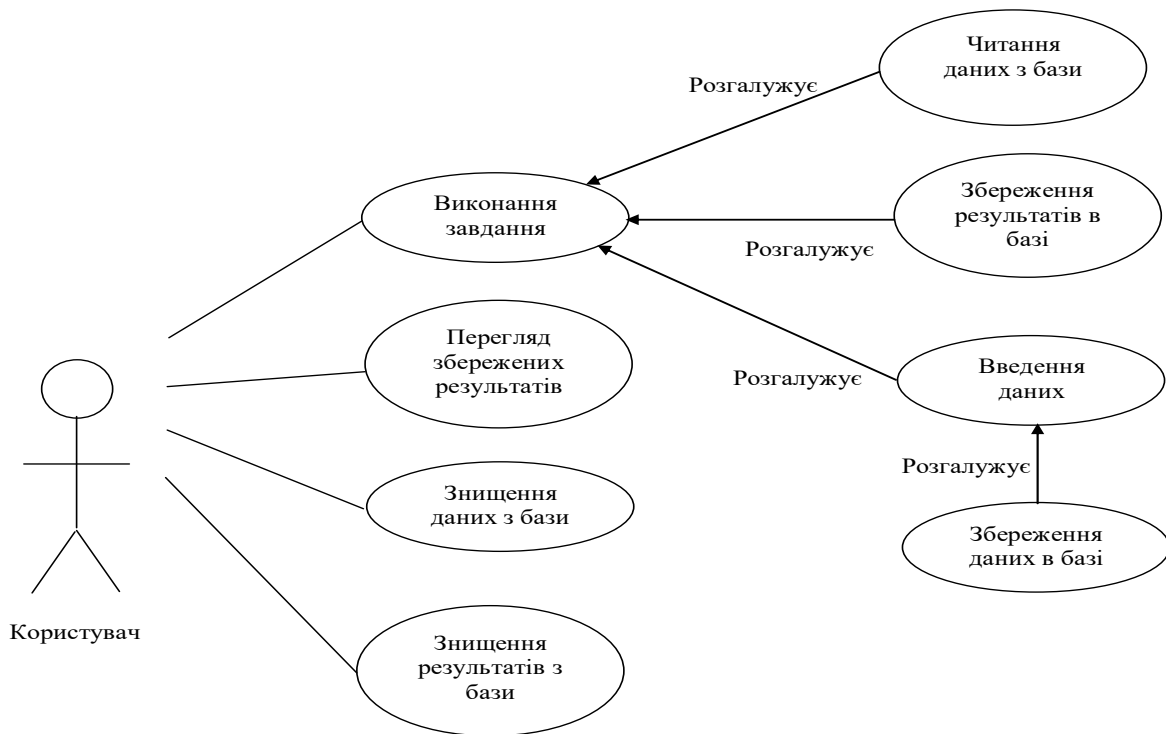 Читання
даних з бази
Розгалужує
Виконання
завдання
Збереження
результатів в
базі
Розгалужує
Перегляд
збережених
результатів
Розгалужує
Введення
даних
Розгалужує
Знищення
даних з бази
Збереження
даних в базі
Користувач
Знищення
результатів з
бази